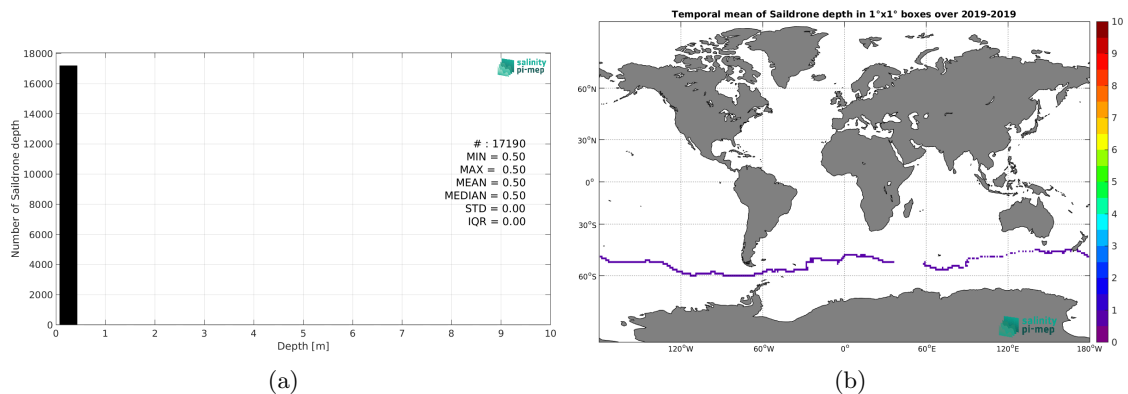 Temporal mean of Saildrone depth in 1°x1° boxes over 2019-2019
Number of Saildrone depth
18000
16000
14000
12000
10000
8000
6000
4000
2000
0
salinity
pi-mep
# : 17190
MIN = 0.50
MAX = 0.50
MEAN = 0.50
MEDIAN = 0.50
STD = 0.00
IQR = 0.00
0 1 2 3 4 5 6 7 8 9 10
Depth [m]
60°N
30°N
0°
30°S
60°S
120°W 60°W 0° 60°E 120°E 180°W
salinity
pi-mep
10
9
8
7
6
5
4
3
2
1
0
(a)
(b)